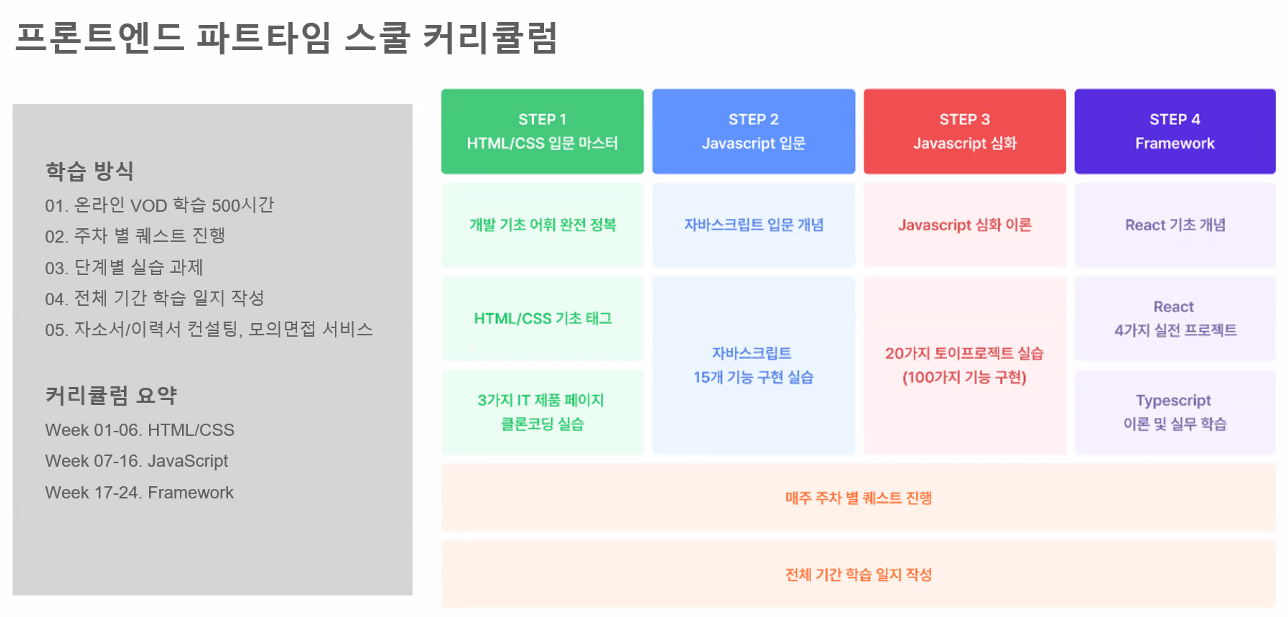 프론트엔드 파트타임 스쿨 커리큘럼
학습 방식
01. 온라인 VOD 학습 500시간
02. 주차 별 퀘스트 진행
03. 단계별 실습 과제
04. 전체 기간 학습 일지 작성
05. 자소서/이력서 컨설팅, 모의면접 서비스
커리큘럼 요약
Week 01-06. HTML/CSS
Week 07-16. JavaScript
Week 17-24. Framework
STEP 1
HTML/CSS 입문 마스터
개발 기초 어휘 완전 정복
HTML/CSS 기초 태그
3가지 IT 제품 페이지
클론코딩 실습
STEP 2
Javascript 입문
자바스크립트 입문 개념
자바스크립트
15개 기능 구현 실습
STEP 3
Javascript 심화
Javascript 심화 이론
20가지 토이프로젝트 실습
(100가지 기능 구현)
STEP 4
Framework
React 기초 개념
React
4가지 실전 프로젝트
Typescript
이론 및 실무 학습
매주 주차 별 퀘스트 진행
전체 기간 학습 일지 작성